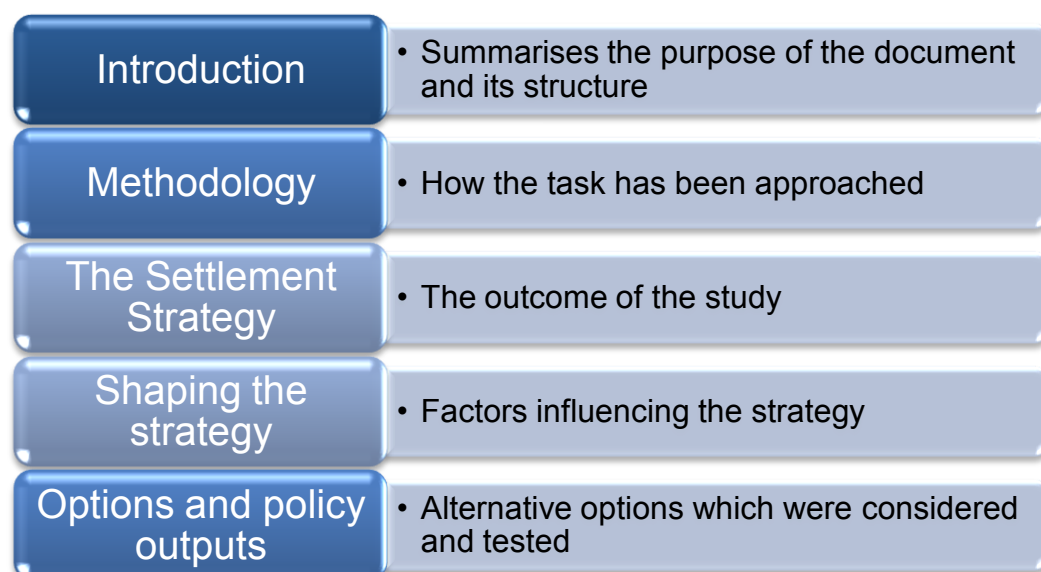 Introduction
• Summarises the purpose of the document
and its structure
Methodology
• How the task has been approached
The Settlement
Strategy
• The outcome of the study
Shaping the
strategy
• Factors influencing the strategy
Options and policy
outputs
• Alternative options which were considered
and tested